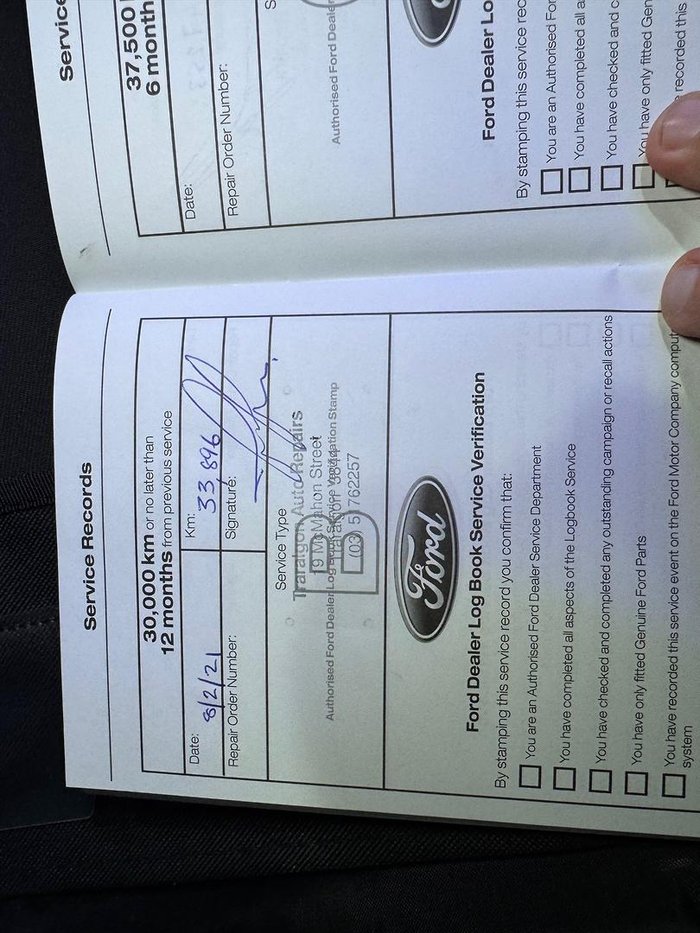 Service Records
30,000 km or no later than
12 months from previous service
Date: 8/2/21
Km: 33,896
Repair Order Number:
Signature:
Service Type
Traralgon Auto Repairs
19 McMahon Street
Traralgon 3844
(03) 51762257
Authorised Ford Dealer Log Book Service Verification Stamp
Ford
Ford Dealer Log Book Service Verification
By stamping this service record you confirm that:
You are an Authorised Ford Dealer Service Department
You have completed all aspects of the Logbook Service
You have checked and completed any outstanding campaign or recall actions
You have only fitted Genuine Ford Parts
You have recorded this service event on the Ford Motor Company comput
system
Service
37,500
6 month
Date:
Repair Order Number:
S
Authorised Ford Dealer
Ford Dealer Lo
By stamping this service rec
You are an Authorised For
You have completed all a
You have checked and c
You have only fitted Gen
recorded this